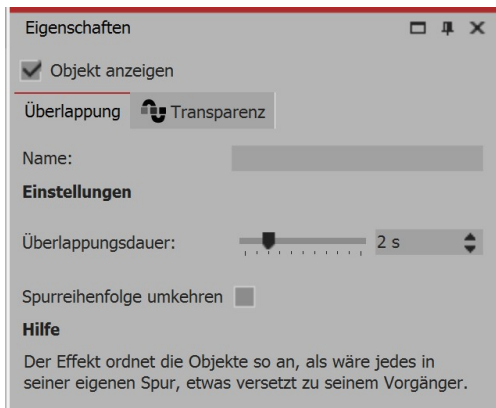 Eigenschaften
Objekt anzeigen
Überlappung Transparenz
Name:
Einstellungen
Überlappungsdauer: 2 s
Spurreihenfolge umkehren
Hilfe
Der Effekt ordnet die Objekte so an, als wäre jedes in
seiner eigenen Spur, etwas versetzt zu seinem Vorgänger.